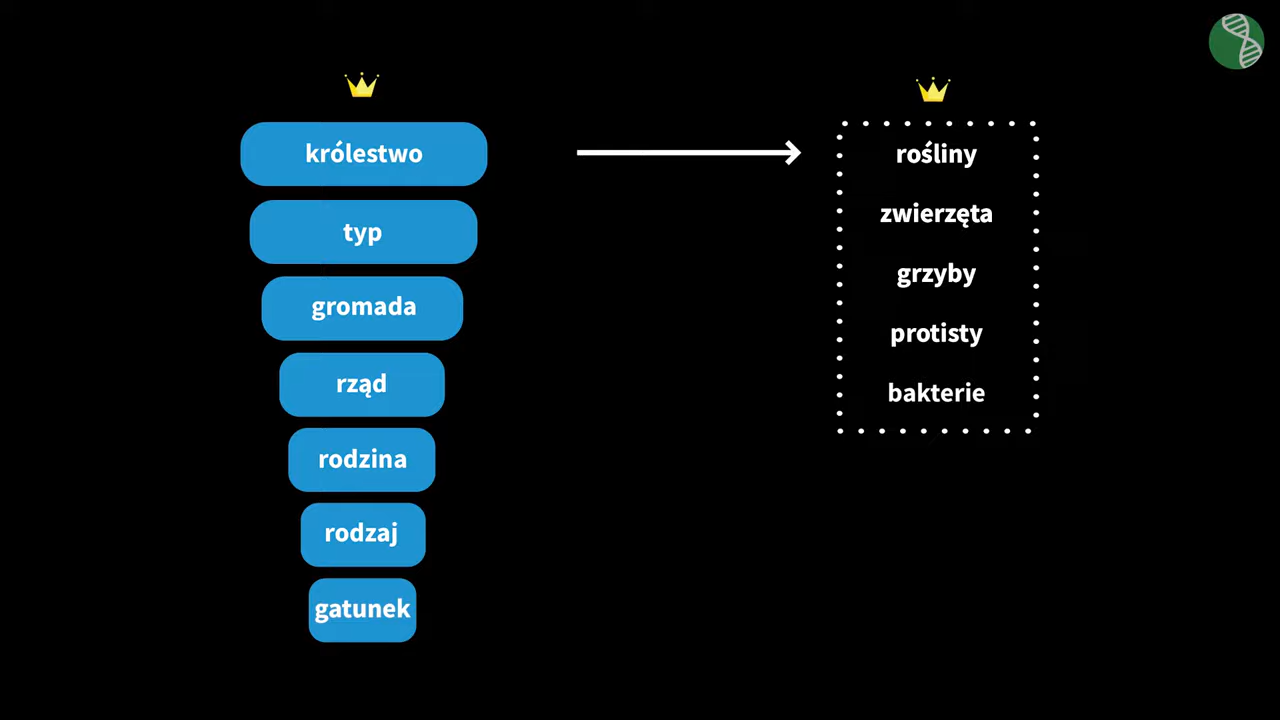 królestwo
typ
gromada
rząd
rodzina
rodzaj
gatunek
rośliny
zwierzęta
grzyby
protisty
bakterie